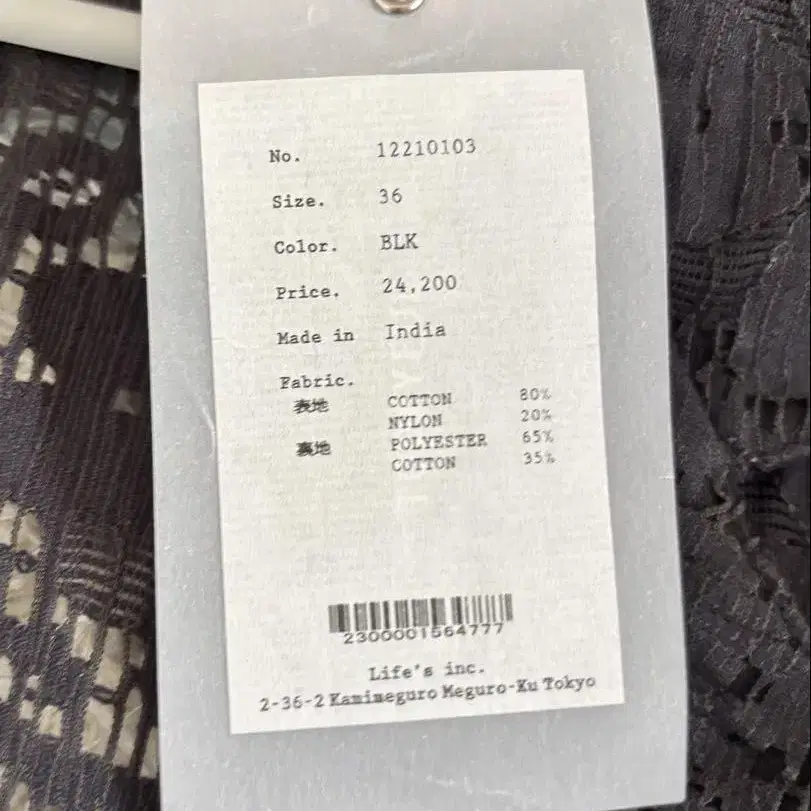 No. 12210103
Size. 36
Color. BLK
Price. 24,200
Made in India
Fabric.
表地 COTTON 80%
NYLON 20%
裏地 POLYESTER 65%
COTTON 35%
2300001564777
Life's inc.
2-36-2 Kamimeguro Meguro-Ku Tokyo